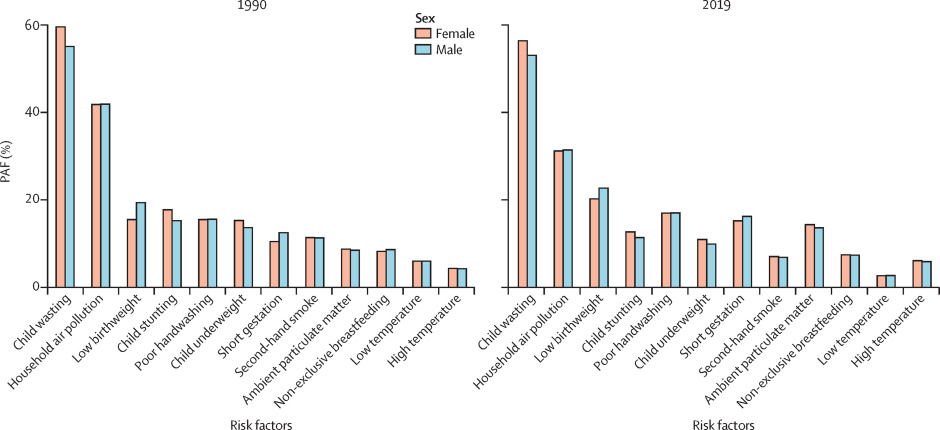 1990
2019
Sex
Female
Male
PAF (%)
60
40
20
0
Child wasting
Household air pollution
Low birthweight
Child stunting
Poor handwashing
Child underweight
Short gestation
Second-hand smoke
Ambient particulate matter
Non-exclusive breastfeeding
Low temperature
High temperature
Risk factors
Child wasting
Household air pollution
Low birthweight
Child stunting
Poor handwashing
Child underweight
Short gestation
Second-hand smoke
Ambient particulate matter
Non-exclusive breastfeeding
Low temperature
High temperature
Risk factors